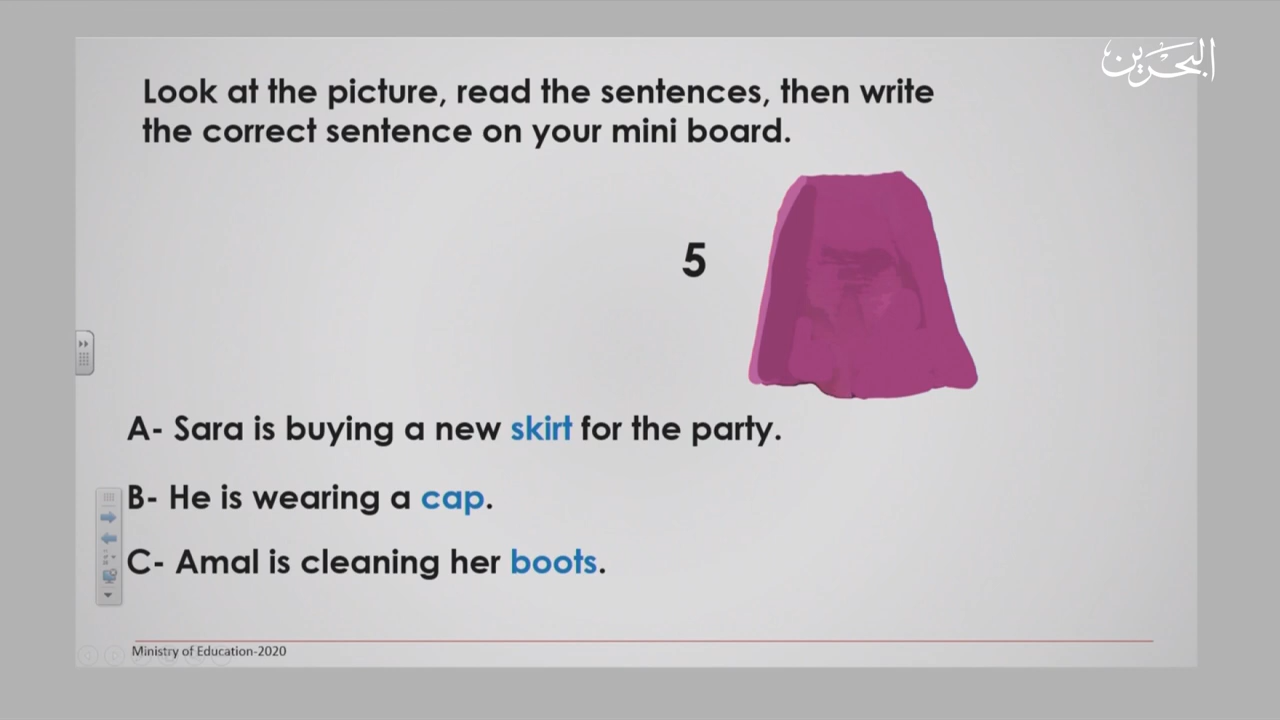 البحرين
Look at the picture, read the sentences, then write
the correct sentence on your mini board.
5
A- Sara is buying a new skirt for the party.
B- He is wearing a cap.
C- Amal is cleaning her boots.
Ministry of Education-2020